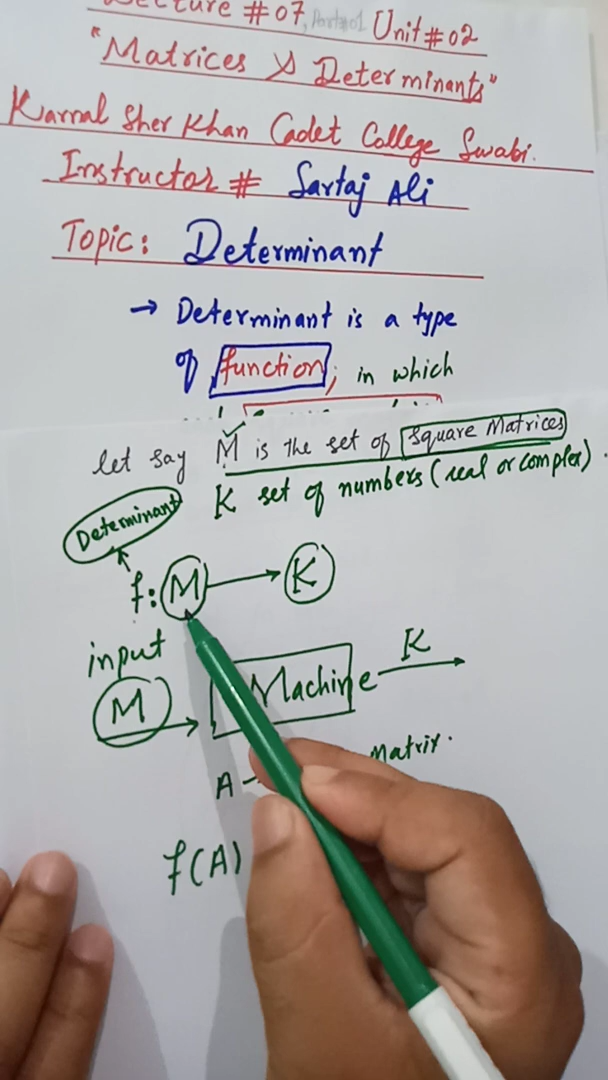 Lecture #07, Part#01 Unit#02
"Matrices & Determinants"
Karnal Sher Khan Cadet College Swabi.
Instructor # Sartaj Ali
Topic: Determinant
→ Determinant is a type
of function, in which
let say M is the set of Square Matrices
K set of numbers (real or complex).
Determinant
f: M → K
input
M → Machine K
A - Matrix.
f(A)